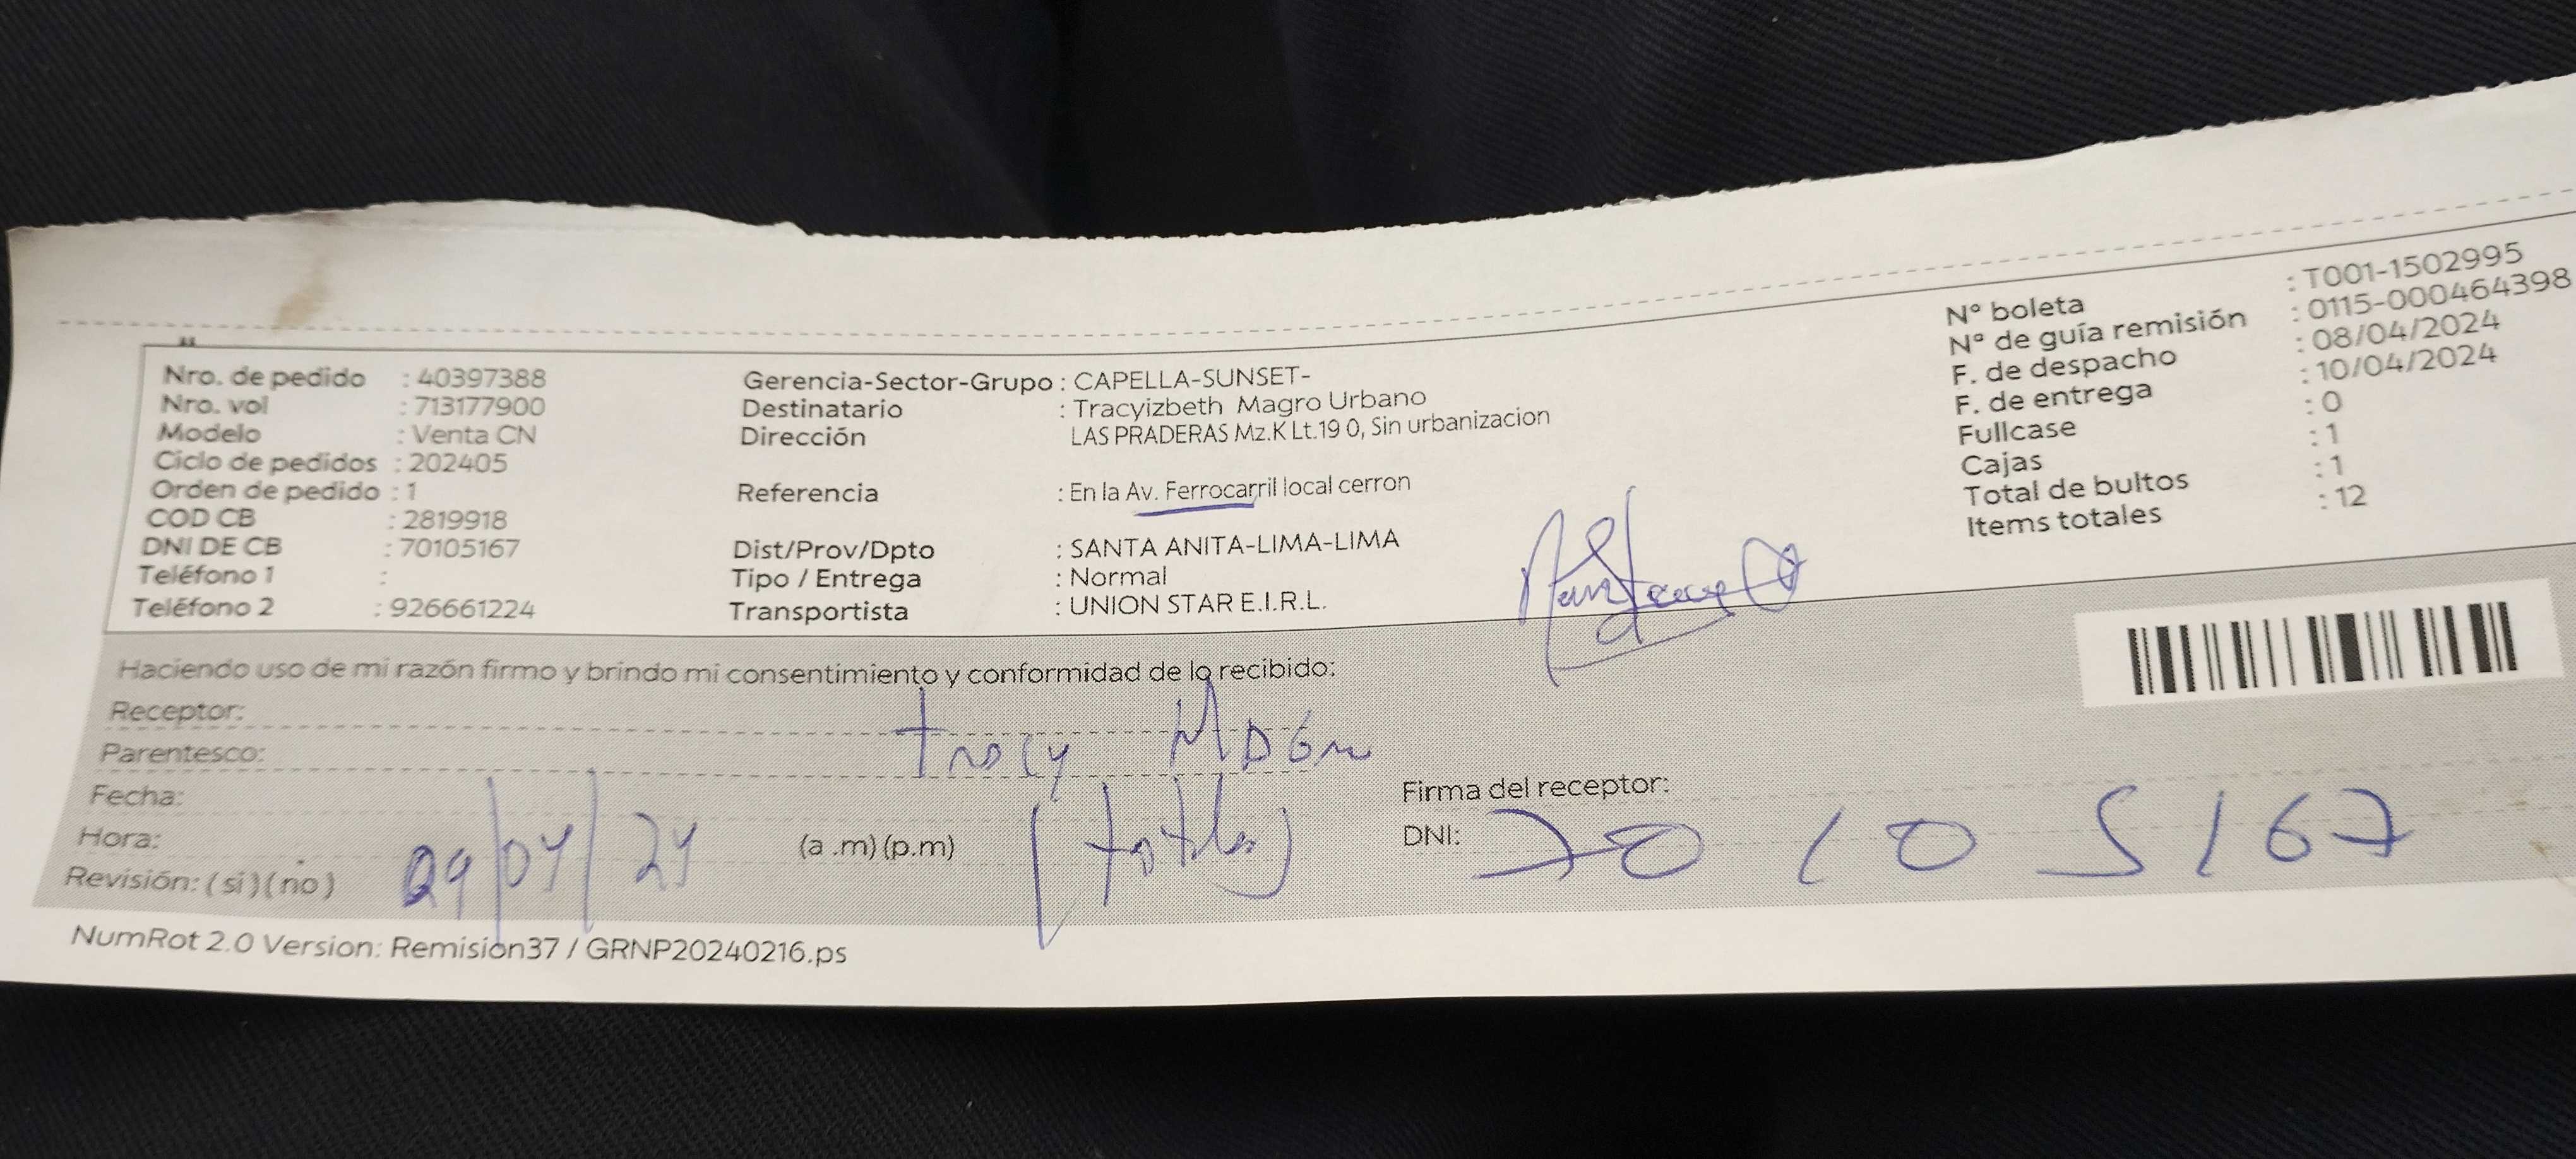 Nro. de pedido : 40397388
Nro. vol : 713177900
Modelo : Venta CN
Ciclo de pedidos : 202405
Orden de pedido : 1
COD CB : 2819918
DNI DE CB : 70105167
Teléfono 1 :
Teléfono 2 : 926661224
Gerencia-Sector-Grupo : CAPELLA-SUNSET-
Destinatario : Tracyizbeth Magro Urbano
Dirección LAS PRADERAS Mz.K Lt.19 0, Sin urbanizacion
Referencia : En la Av. Ferrocarril local cerron
Dist/Prov/Dpto : SANTA ANITA-LIMA-LIMA
Tipo / Entrega : Normal
Transportista : UNION STAR E.I.R.L.
N° boleta : T001-1502995
N° de guía remisión : 0115-000464398
F. de despacho : 08/04/2024
F. de entrega : 10/04/2024
Fullcase : 0
Cajas : 1
Total de bultos : 1
Items totales : 12
Haciendo uso de mi razón firmo y brindo mi consentimiento y conformidad de lo recibido:
Receptor:
Parentesco: Tracy
Fecha:
Hora: (a .m) (p.m)
Revisión: ( si ) ( no ) 09/04/24
Firma del receptor:
DNI: 70105167
NumRot 2.0 Version: Remision37 / GRNP20240216.ps